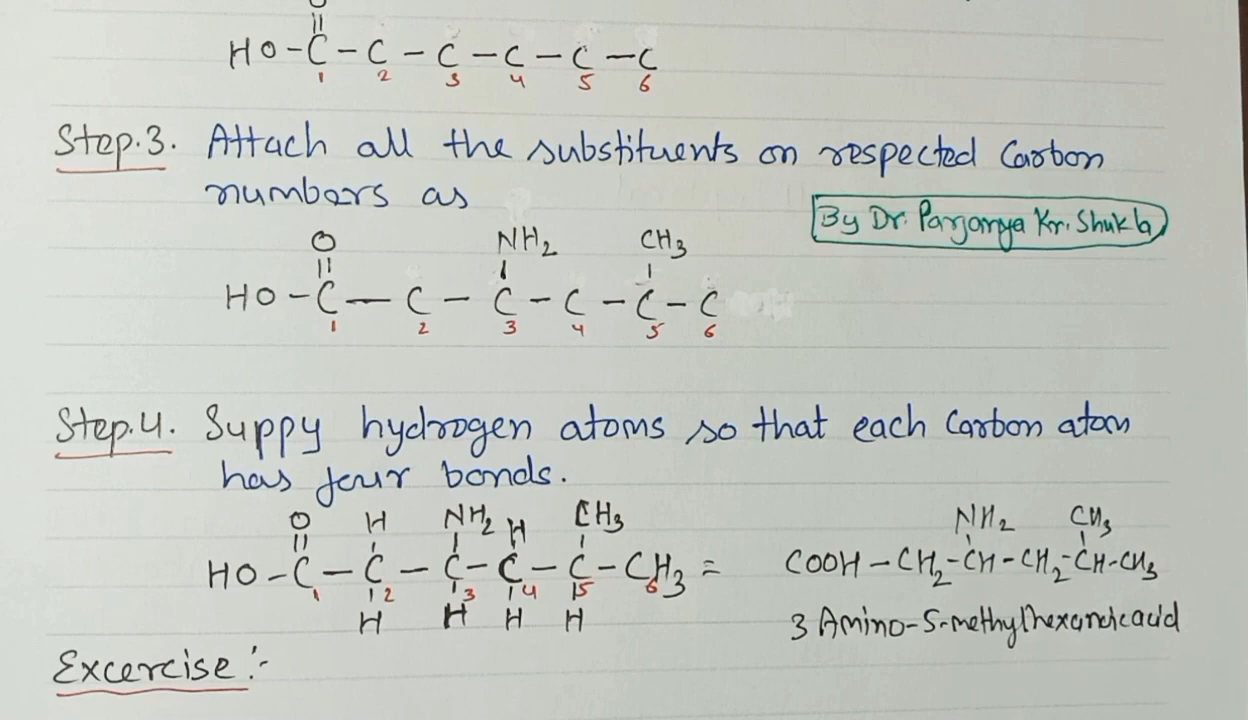 O
||
HO-C-C-C-C-C-C
1 2 3 4 5 6
Step.3. Attach all the substituents on respected Carbon
numbers as
By Dr. Parjanya Kr. Shukla
O NH2 CH3
|| | |
HO-C-C-C-C-C-C
1 2 3 4 5 6
Step.4. Suppy hydrogen atoms so that each Carbon atom
has four bonds.
O H NH2 H CH3
|| | | | |
HO-C-C-C-C-C-CH3 =
1 2 3 4 5 6
| | | |
H H H H
NH2 CH3
| |
COOH-CH2-CH-CH2-CH-CH3
3 Amino-5-methylhexanoic acid
Excercise:-